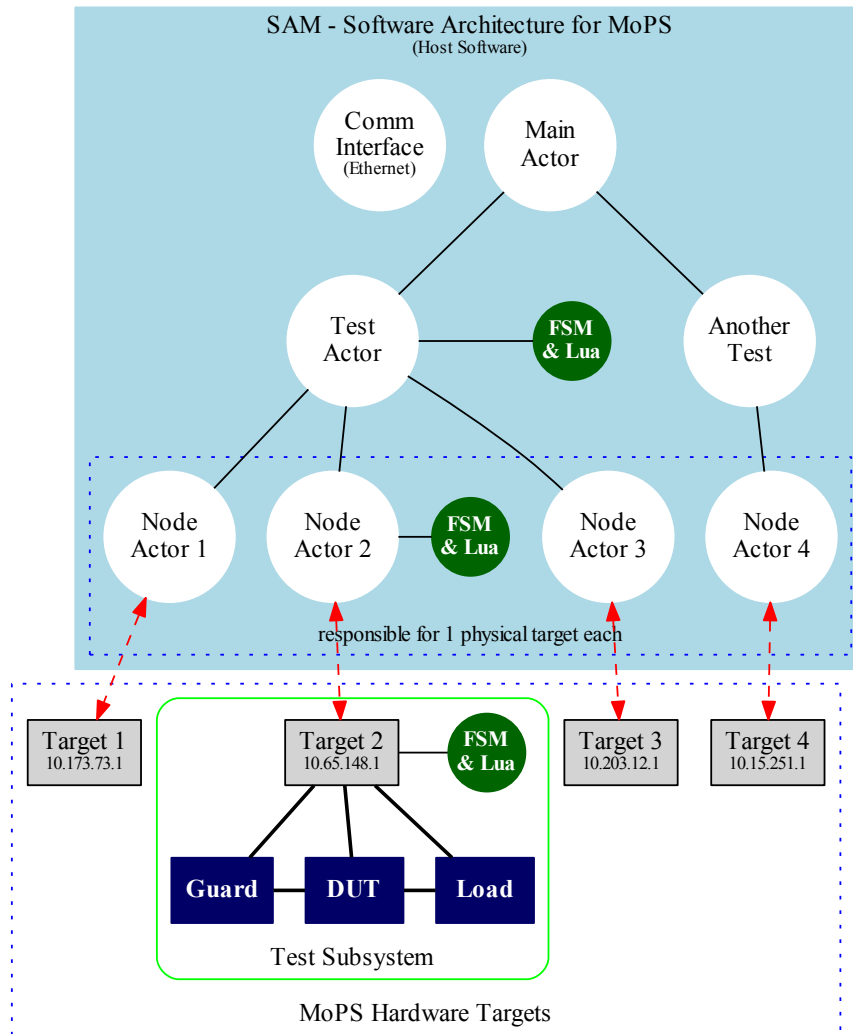 SAM - Software Architecture for MoPS
(Host Software)
Comm
Interface
(Ethernet)
Main
Actor
Test
Actor
FSM
& Lua
Another
Test
Node
Actor 1
Node
Actor 2
FSM
& Lua
Node
Actor 3
Node
Actor 4
responsible for 1 physical target each
Target 1
10.173.73.1
Target 2
10.65.148.1
FSM
& Lua
Target 3
10.203.12.1
Target 4
10.15.251.1
Guard
DUT
Load
Test Subsystem
MoPS Hardware Targets